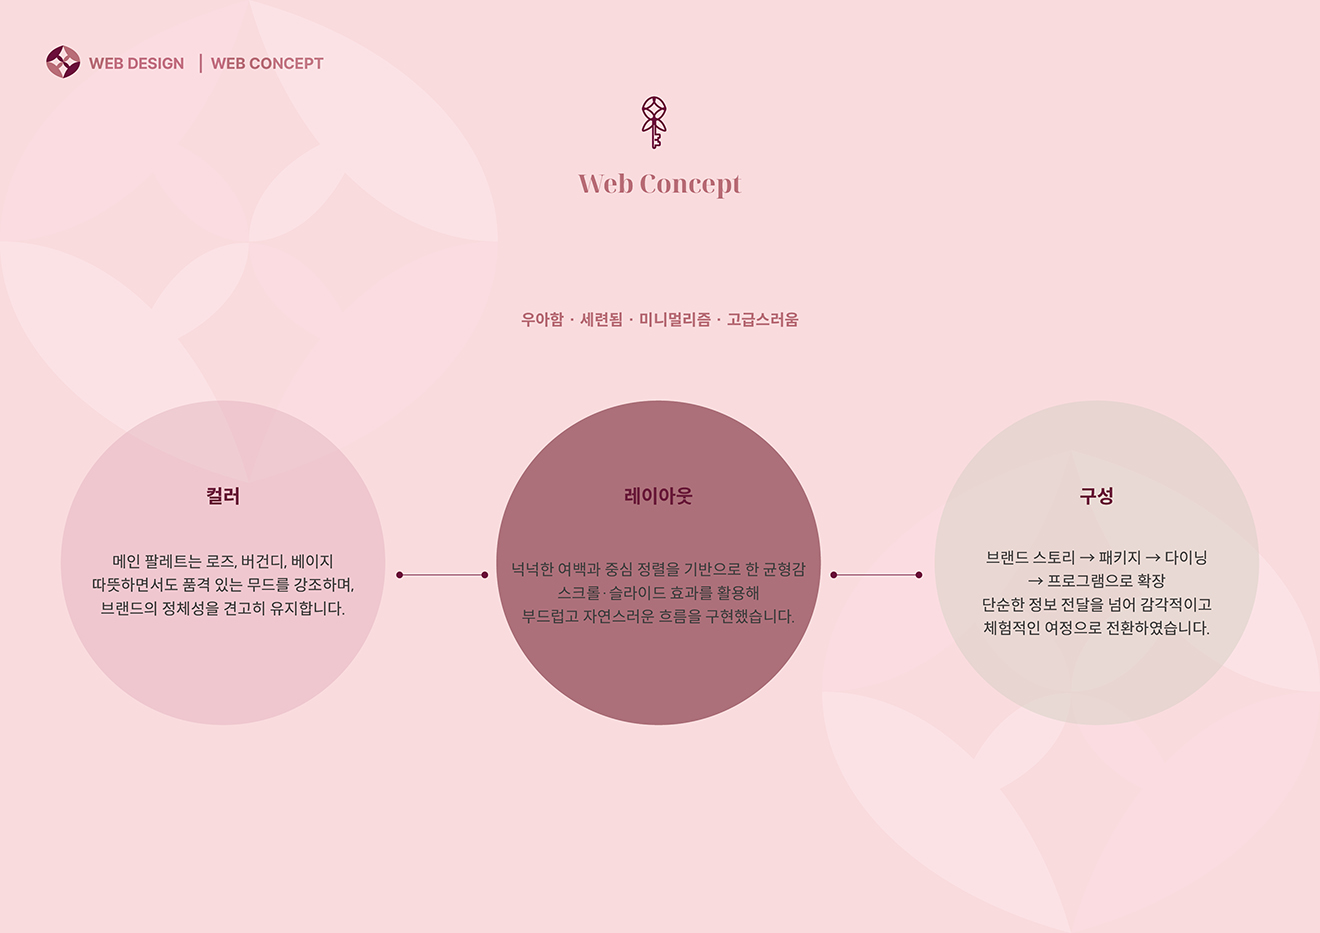 WEB DESIGN | WEB CONCEPT
Web Concept
우아함 · 세련됨 · 미니멀리즘 · 고급스러움
컬러
메인 팔레트는 로즈, 버건디, 베이지
따뜻하면서도 품격 있는 무드를 강조하며,
브랜드의 정체성을 견고히 유지합니다.
레이아웃
넉넉한 여백과 중심 정렬을 기반으로 한 균형감
스크롤·슬라이드 효과를 활용해
부드럽고 자연스러운 흐름을 구현했습니다.
구성
브랜드 스토리 → 패키지 → 다이닝
→ 프로그램으로 확장
단순한 정보 전달을 넘어 감각적이고
체험적인 여정으로 전환하였습니다.